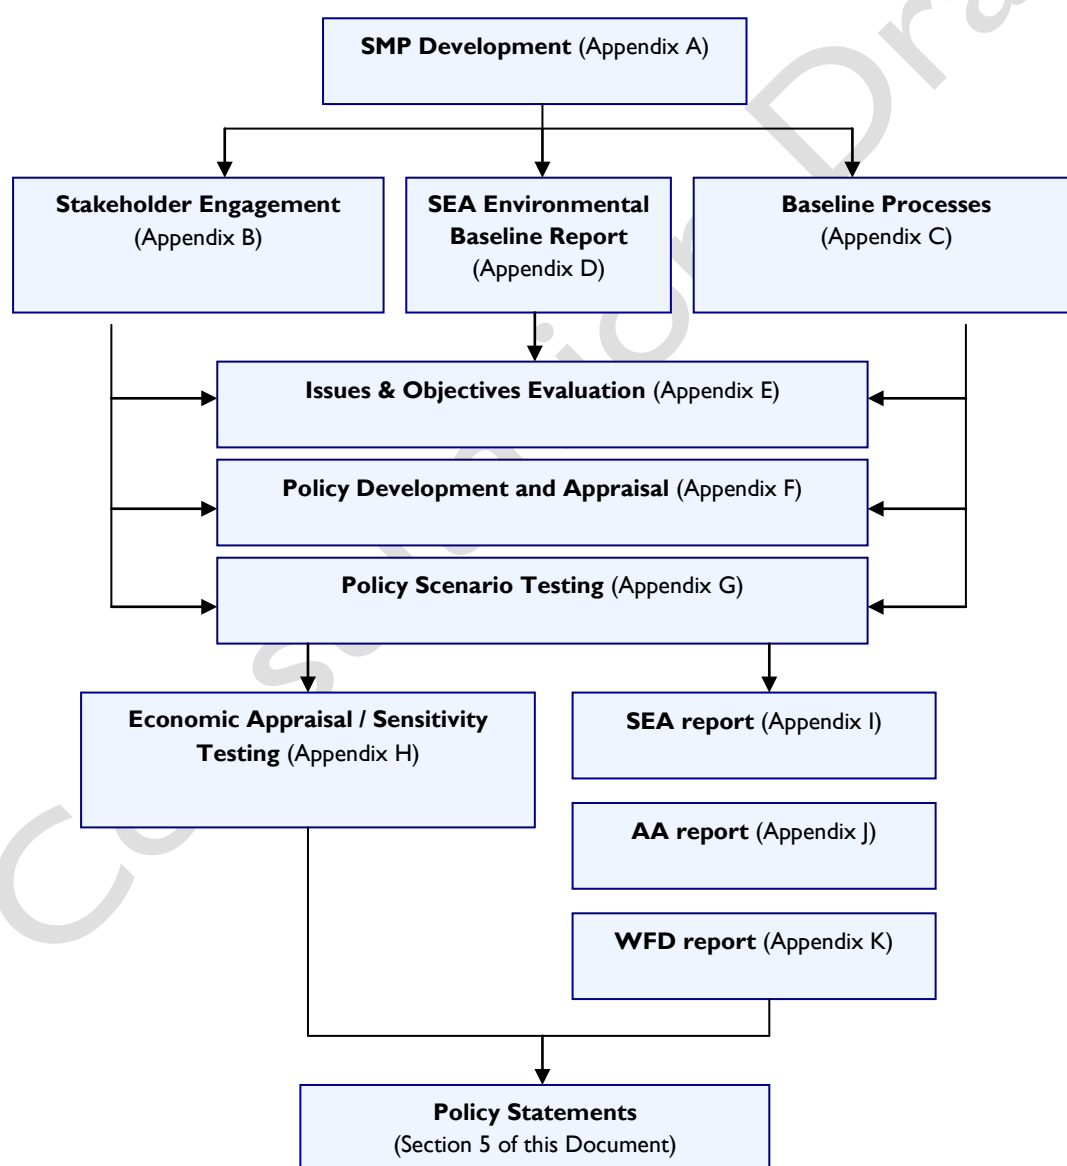 SMP Development (Appendix A)
Stakeholder Engagement
(Appendix B)
SEA Environmental
Baseline Report
(Appendix D)
Baseline Processes
(Appendix C)
Issues & Objectives Evaluation (Appendix E)
Policy Development and Appraisal (Appendix F)
Policy Scenario Testing (Appendix G)
Economic Appraisal / Sensitivity
Testing (Appendix H)
SEA report (Appendix I)
AA report (Appendix J)
WFD report (Appendix K)
Policy Statements
(Section 5 of this Document)